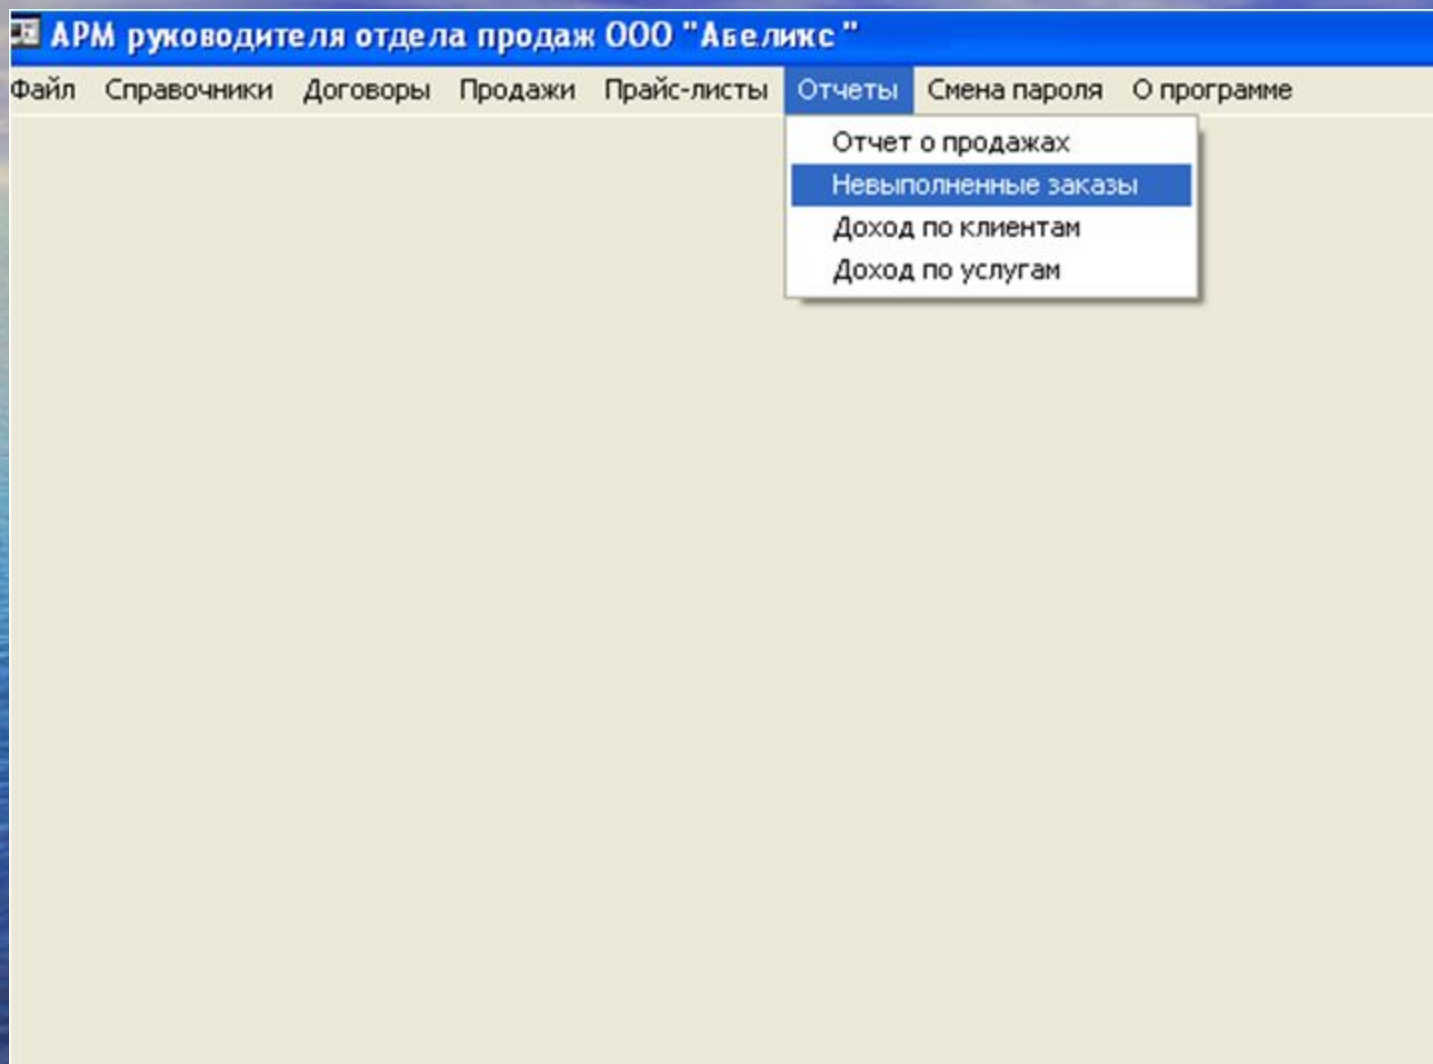 АРМ руководителя отдела продаж ООО "Абеликс "
Файл Справочники Договоры Продажи Прайс-листы Отчеты Смена пароля О программе
Отчет о продажах
Невыполненные заказы
Доход по клиентам
Доход по услугам